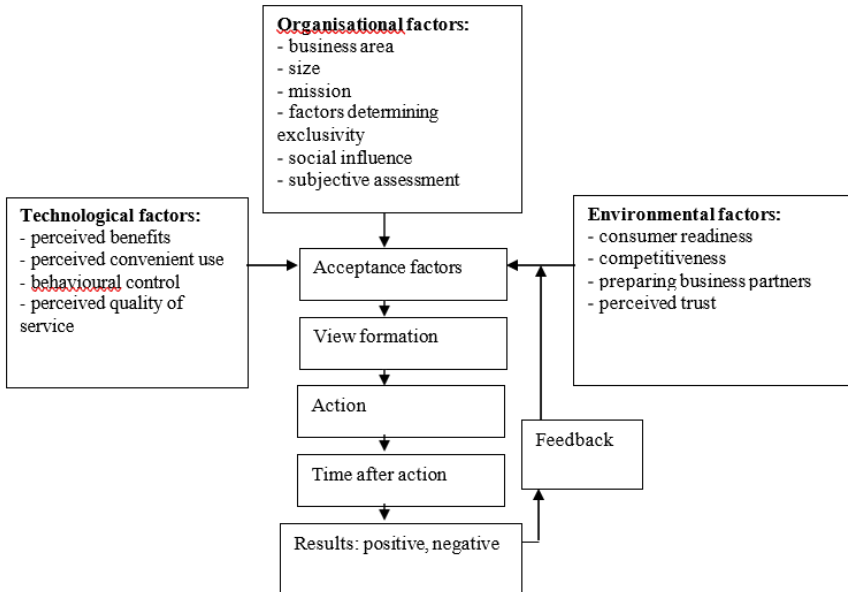 Organisational factors:
- business area
- size
- mission
- factors determining
exclusivity
- social influence
- subjective assessment
Technological factors:
- perceived benefits
- perceived convenient use
- behavioural control
- perceived quality of
service
Environmental factors:
- consumer readiness
- competitiveness
- preparing business partners
- perceived trust
Acceptance factors
View formation
Action
Time after action
Results: positive, negative
Feedback